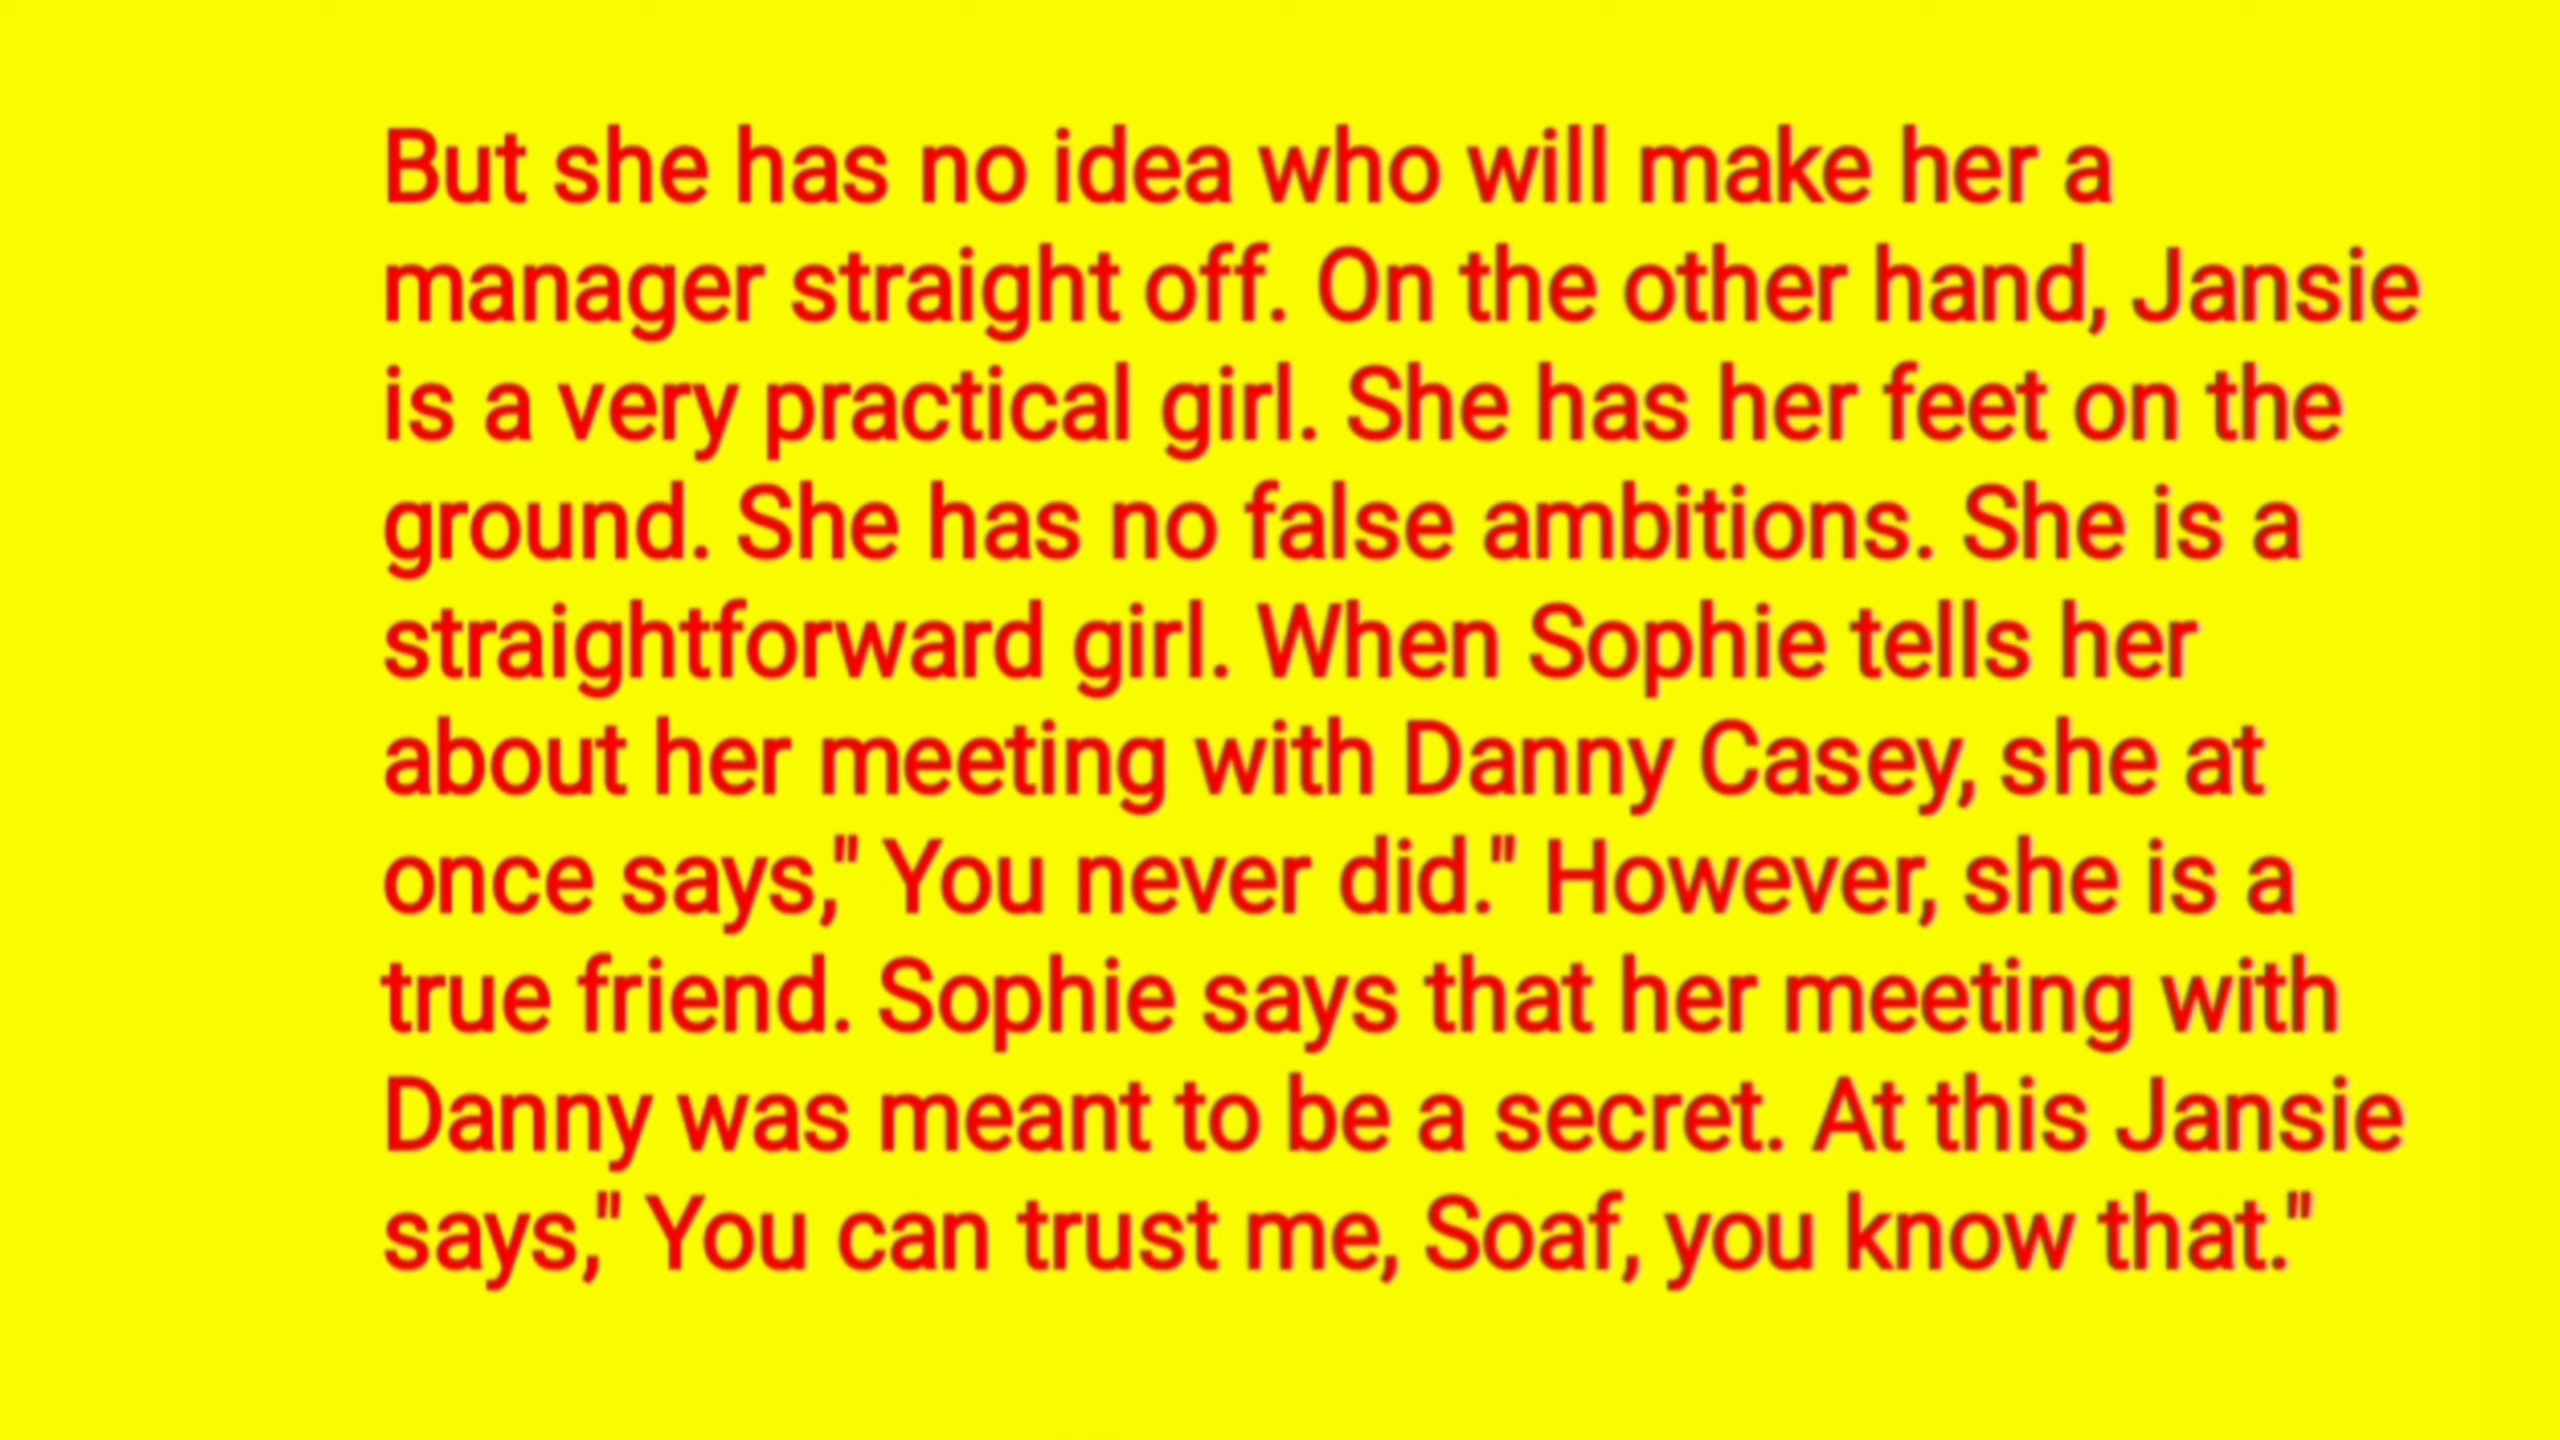 But she has no idea who will make her a
manager straight off. On the other hand, Jansie
is a very practical girl. She has her feet on the
ground. She has no false ambitions. She is a
straightforward girl. When Sophie tells her
about her meeting with Danny Casey, she at
once says," You never did." However, she is a
true friend. Sophie says that her meeting with
Danny was meant to be a secret. At this Jansie
says," You can trust me, Soaf, you know that."